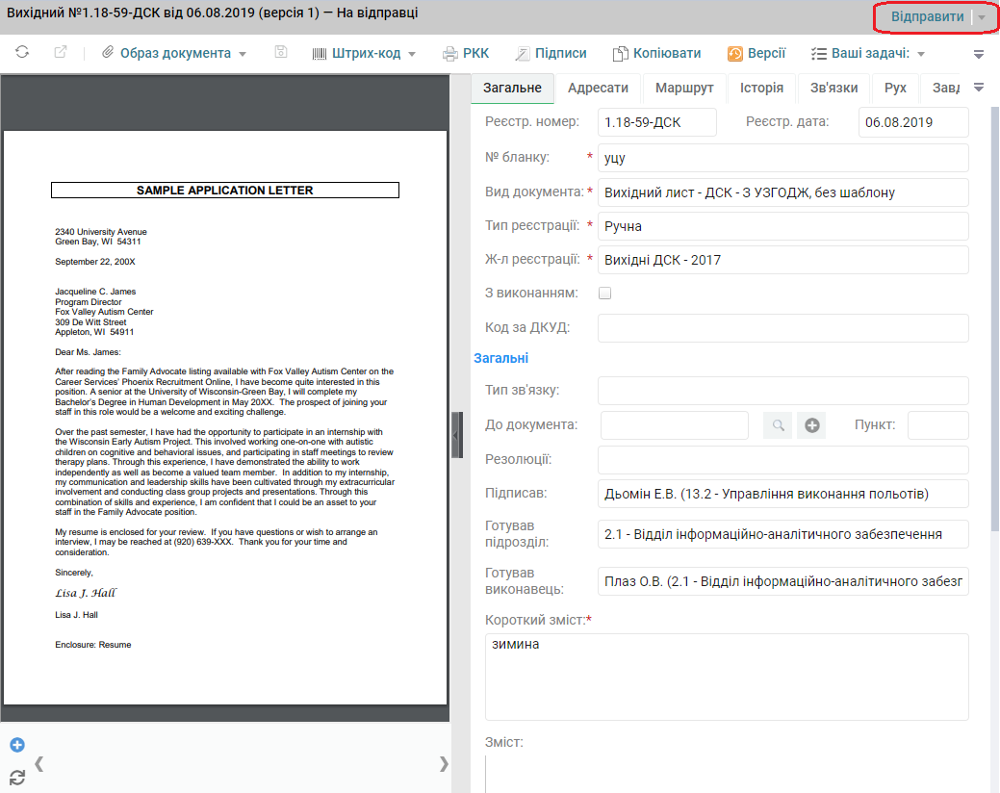 Вихідний №1.18-59-ДСК від 06.08.2019 (версія 1) — На відправці
Відправити
Образ документа
Штрих-код
РКК
Підписи
Копіювати
Версії
Ваші задачі:
SAMPLE APPLICATION LETTER
2340 University Avenue
Green Bay, WI 54311
September 22, 200X
Jacqueline C. James
Program Director
Fox Valley Autism Center
309 De Witt Street
Appleton, WI 54911
Dear Ms. James:
After reading the Family Advocate listing available with Fox Valley Autism Center on the
Career Services' Phoenix Recruitment Online, I have become quite interested in this
position. A senior at the University of Wisconsin-Green Bay, I will complete my
Bachelor's Degree in Human Development in May 20XX. The prospect of joining your
staff in this role would be a welcome and exciting challenge.
Over the past semester, I have had the opportunity to participate in an internship with
the Wisconsin Early Autism Project. This involved working one-on-one with autistic
children on cognitive and behavioral issues, and participating in staff meetings to review
therapy plans. Through this experience, I have demonstrated the ability to work
independently as well as become a valued team member. In addition to my internship,
my communication and leadership skills have been cultivated through my extracurricular
involvement and conducting class group projects and presentations. Through this
combination of skills and experience, I am confident that I could be an asset to your
staff in the Family Advocate position.
My resume is enclosed for your review. If you have questions or wish to arrange an
interview, I may be reached at (920) 639-XXX. Thank you for your time and
consideration.
Sincerely,
Lisa J. Hall
Lisa J. Hall
Enclosure: Resume
Загальне
Адресати
Маршрут
Історія
Зв'язки
Рух
Завд
Реєстр. номер: 1.18-59-ДСК Реєстр. дата: 06.08.2019
№ бланку: * уцу
Вид документа: * Вихідний лист - ДСК - З УЗГОДЖ, без шаблону
Тип реєстрації: * Ручна
Ж-л реєстрації: * Вихідні ДСК - 2017
З виконанням:
Код за ДКУД:
Загальні
Тип зв'язку:
До документа: Пункт:
Резолюції:
Підписав: Дьомін Е.В. (13.2 - Управління виконання польотів)
Готував
підрозділ: 2.1 - Відділ інформаційно-аналітичного забезпечення
Готував
виконавець: Плаз О.В. (2.1 - Відділ інформаційно-аналітичного забезп
Короткий зміст:*
зимина
Зміст: